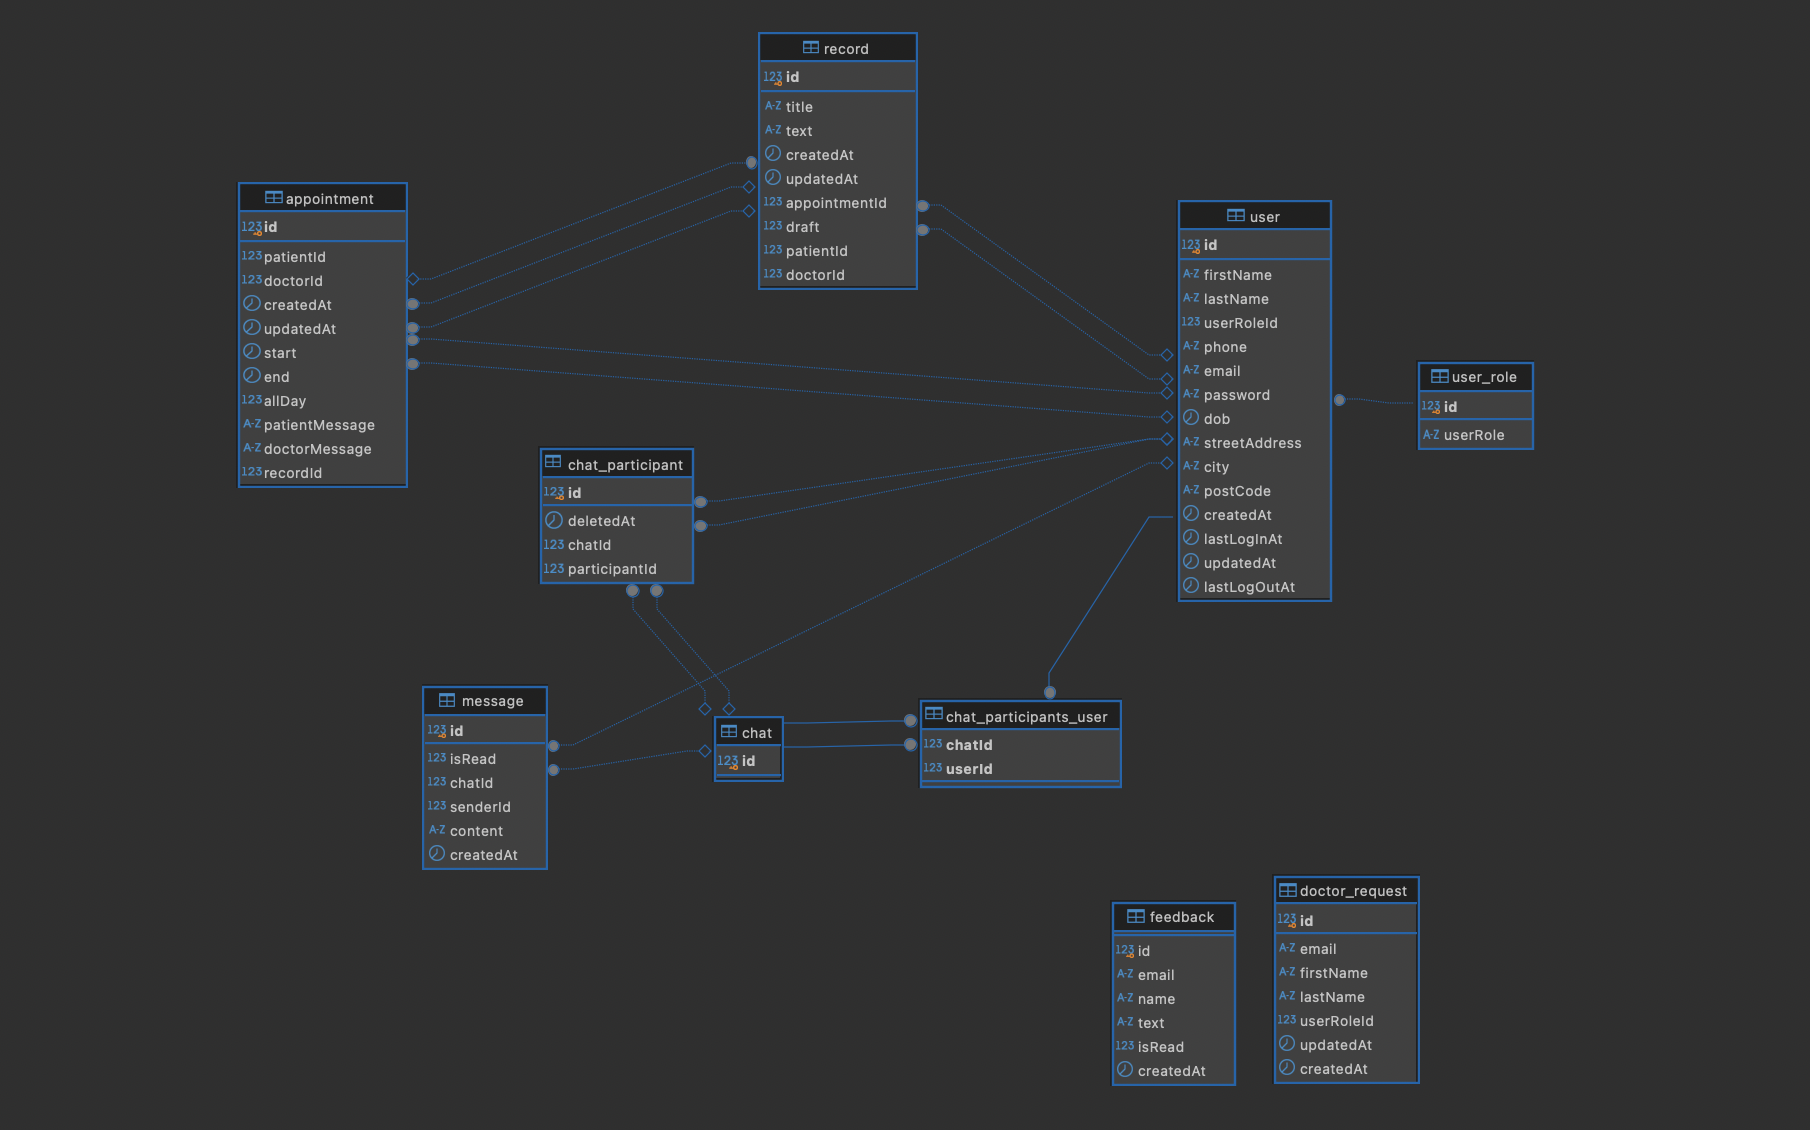 record
123 id
A-Z title
A-Z text
createdAt
updatedAt
123 appointmentId
123 draft
123 patientId
123 doctorId
appointment
123 id
123 patientId
123 doctorId
createdAt
updatedAt
start
end
123 allDay
A-Z patientMessage
A-Z doctorMessage
123 recordId
user
123 id
A-Z firstName
A-Z lastName
123 userRoleId
A-Z phone
A-Z email
A-Z password
dob
A-Z streetAddress
A-Z city
A-Z postCode
createdAt
lastLogInAt
updatedAt
lastLogOutAt
user_role
123 id
A-Z userRole
chat_participant
123 id
deletedAt
123 chatId
123 participantId
message
123 id
123 isRead
123 chatId
123 senderId
A-Z content
createdAt
chat
123 id
chat_participants_user
123 chatId
123 userId
feedback
123 id
A-Z email
A-Z name
A-Z text
123 isRead
createdAt
doctor_request
123 id
A-Z email
A-Z firstName
A-Z lastName
123 userRoleId
updatedAt
createdAt